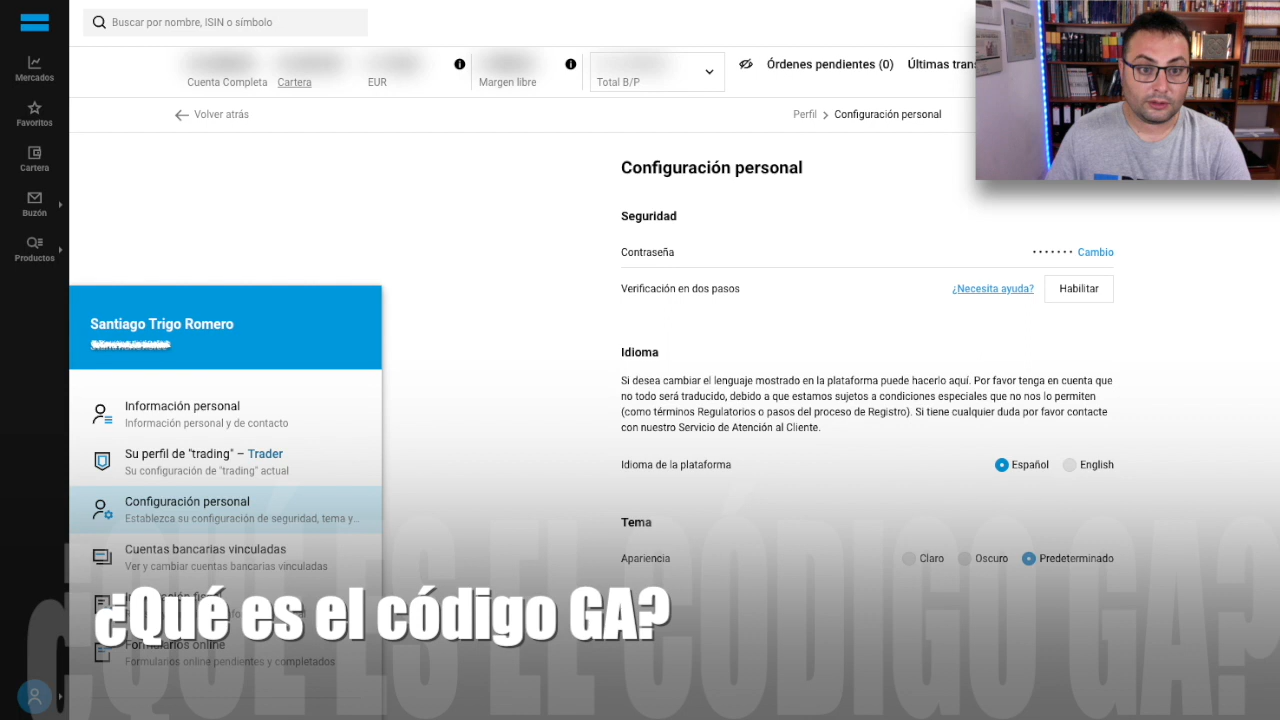 Buscar por nombre, ISIN o símbolo
Cuenta Completa Cartera EUR Margen libre Total B/P
Órdenes pendientes (0) Últimas tran
Volver atrás
Perfil > Configuración personal
Mercados
Favoritos
Cartera
Buzón
Productos
Configuración personal
Seguridad
Contraseña ······· Cambio
Verificación en dos pasos ¿Necesita ayuda? Habilitar
Idioma
Si desea cambiar el lenguaje mostrado en la plataforma puede hacerlo aquí. Por favor tenga en cuenta que
no todo será traducido, debido a que estamos sujetos a condiciones especiales que no nos lo permiten
(como términos Regulatorios o pasos del proceso de Registro). Si tiene cualquier duda por favor contacte
con nuestro Servicio de Atención al Cliente.
Idioma de la plataforma Español English
Tema
Apariencia Claro Oscuro Predeterminado
Santiago Trigo Romero
Información personal
Información personal y de contacto
Su perfil de "trading" – Trader
Su configuración de "trading" actual
Configuración personal
Establezca su configuración de seguridad, tema y...
Cuentas bancarias vinculadas
Ver y cambiar cuentas bancarias vinculadas
Formularios online
Formularios online pendientes y completados
¿Qué es el código GA?
¿QUÉ ES EL CÓDIGO GA?